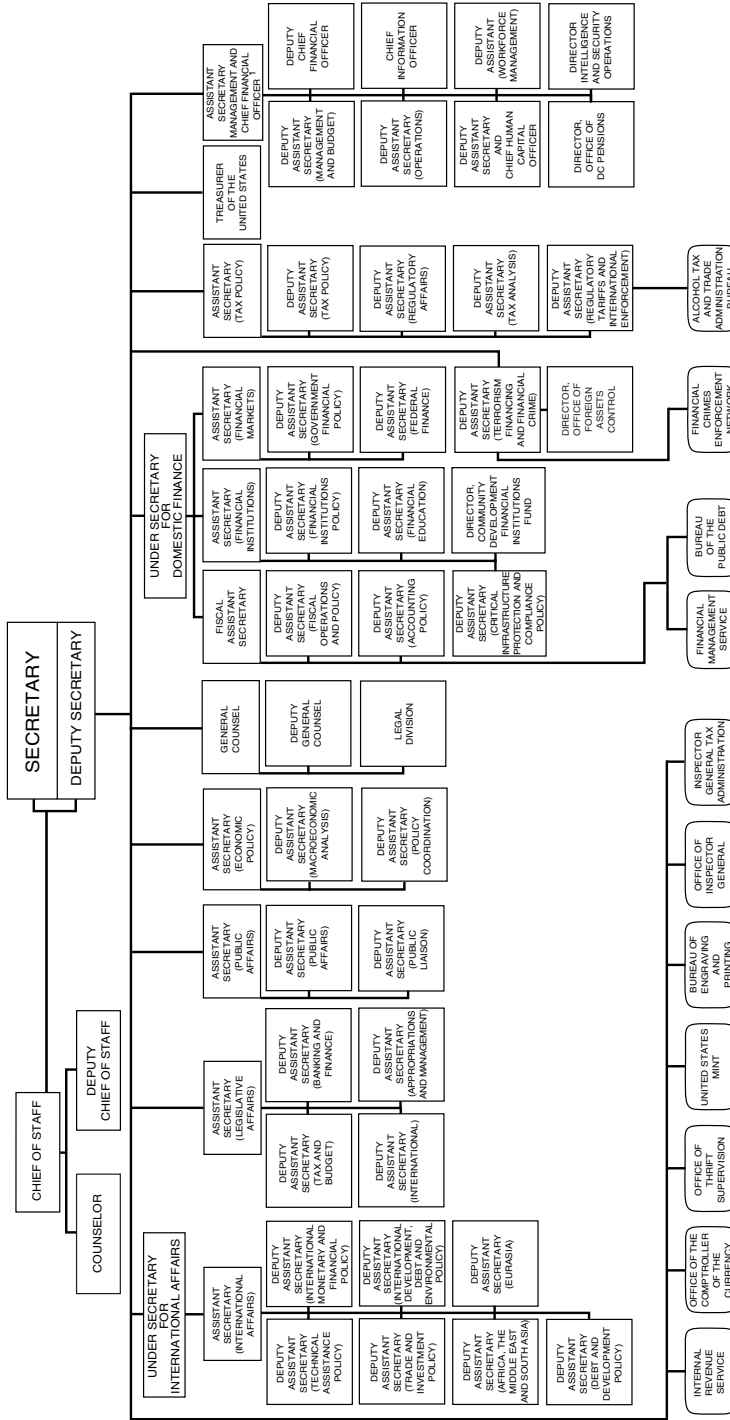 SECRETARY
DEPUTY SECRETARY
CHIEF OF STAFF
COUNSELOR
DEPUTY
CHIEF OF STAFF
UNDER SECRETARY
FOR
INTERNATIONAL AFFAIRS
UNDER SECRETARY
FOR
DOMESTIC FINANCE
ASSISTANT
SECRETARY
(INTERNATIONAL
AFFAIRS)
ASSISTANT
SECRETARY
(LEGISLATIVE
AFFAIRS)
ASSISTANT
SECRETARY
(PUBLIC
AFFAIRS)
ASSISTANT
SECRETARY
(ECONOMIC
POLICY)
GENERAL
COUNSEL
FISCAL
ASSISTANT
SECRETARY
ASSISTANT
SECRETARY
(FINANCIAL
INSTITUTIONS)
ASSISTANT
SECRETARY
(FINANCIAL
MARKETS)
ASSISTANT
SECRETARY
(TAX POLICY)
TREASURER
OF THE
UNITED STATES
ASSISTANT
SECRETARY
MANAGEMENT AND
CHIEF FINANCIAL
OFFICER 1
DEPUTY
ASSISTANT
SECRETARY
(TECHNICAL
ASSISTANCE
POLICY)
DEPUTY
ASSISTANT
SECRETARY
(INTERNATIONAL
MONETARY AND
FINANCIAL
POLICY)
DEPUTY
ASSISTANT
SECRETARY
(TAX AND
BUDGET)
DEPUTY
ASSISTANT
SECRETARY
(BANKING AND
FINANCE)
DEPUTY
ASSISTANT
SECRETARY
(PUBLIC
AFFAIRS)
DEPUTY
ASSISTANT
SECRETARY
(MACROECONOMIC
ANALYSIS)
DEPUTY
GENERAL
COUNSEL
DEPUTY
ASSISTANT
SECRETARY
(FISCAL
OPERATIONS
AND POLICY)
DEPUTY
ASSISTANT
SECRETARY
(FINANCIAL
INSTITUTIONS
POLICY)
DEPUTY
ASSISTANT
SECRETARY
(GOVERNMENT
FINANCIAL
POLICY)
DEPUTY
ASSISTANT
SECRETARY
(TAX POLICY)
DEPUTY
ASSISTANT
SECRETARY
(MANAGEMENT
AND BUDGET)
DEPUTY
CHIEF
FINANCIAL
OFFICER
DEPUTY
ASSISTANT
SECRETARY
(TRADE AND
INVESTMENT
POLICY)
DEPUTY
ASSISTANT
SECRETARY
(INTERNATIONAL
DEVELOPMENT,
DEBT AND
ENVIRONMENTAL
POLICY)
DEPUTY
ASSISTANT
SECRETARY
(INTERNATIONAL)
DEPUTY
ASSISTANT
SECRETARY
(APPROPRIATIONS
AND MANAGEMENT)
DEPUTY
ASSISTANT
SECRETARY
(PUBLIC
LIAISON)
DEPUTY
ASSISTANT
SECRETARY
(POLICY
COORDINATION)
LEGAL
DIVISION
DEPUTY
ASSISTANT
SECRETARY
(ACCOUNTING
POLICY)
DEPUTY
ASSISTANT
SECRETARY
(FINANCIAL
EDUCATION)
DEPUTY
ASSISTANT
SECRETARY
(FEDERAL
FINANCE)
DEPUTY
ASSISTANT
SECRETARY
(REGULATORY
AFFAIRS)
DEPUTY
ASSISTANT
SECRETARY
(OPERATIONS)
CHIEF
INFORMATION
OFFICER
DEPUTY
ASSISTANT
SECRETARY
(AFRICA, THE
MIDDLE EAST
AND SOUTH ASIA)
DEPUTY
ASSISTANT
SECRETARY
(EURASIA)
DEPUTY
ASSISTANT
SECRETARY
(CRITICAL
INFRASTRUCTURE
PROTECTION AND
COMPLIANCE
POLICY)
DIRECTOR,
COMMUNITY
DEVELOPMENT
FINANCIAL
INSTITUTIONS
FUND
DEPUTY
ASSISTANT
SECRETARY
(TERRORISM
FINANCING
AND FINANCIAL
CRIME)
DEPUTY
ASSISTANT
SECRETARY
(TAX ANALYSIS)
DEPUTY
ASSISTANT
SECRETARY
AND
CHIEF HUMAN
CAPITAL
OFFICER
DEPUTY
ASSISTANT
(WORKFORCE
MANAGEMENT)
DEPUTY
ASSISTANT
SECRETARY
(DEBT AND
DEVELOPMENT
POLICY)
DIRECTOR,
OFFICE OF
FOREIGN
ASSETS
CONTROL
DEPUTY
ASSISTANT
SECRETARY
(REGULATORY
TARIFFS AND
INTERNATIONAL
ENFORCEMENT)
DIRECTOR,
OFFICE OF
DC PENSIONS
DIRECTOR
INTELLIGENCE
AND SECURITY
OPERATIONS
INTERNAL
REVENUE
SERVICE
OFFICE OF THE
COMPTROLLER
OF THE
CURRENCY
OFFICE OF
THRIFT
SUPERVISION
UNITED STATES
MINT
BUREAU OF
ENGRAVING
AND
PRINTING
OFFICE OF
INSPECTOR
GENERAL
INSPECTOR
GENERAL TAX
ADMINISTRATION
FINANCIAL
MANAGEMENT
SERVICE
BUREAU
OF THE
PUBLIC DEBT
FINANCIAL
CRIMES
ENFORCEMENT
NETWORK
ALCOHOL TAX
AND TRADE
ADMINISTRATION
BUREAU